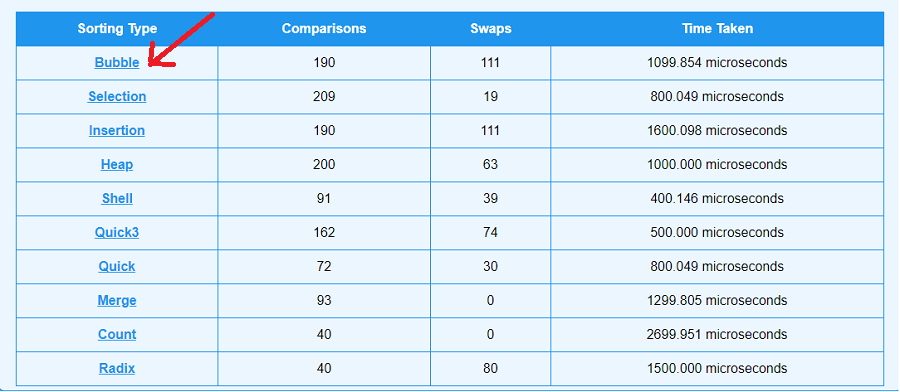 Sorting Type Comparisons Swaps Time Taken
Bubble 190 111 1099.854 microseconds
Selection 209 19 800.049 microseconds
Insertion 190 111 1600.098 microseconds
Heap 200 63 1000.000 microseconds
Shell 91 39 400.146 microseconds
Quick3 162 74 500.000 microseconds
Quick 72 30 800.049 microseconds
Merge 93 0 1299.805 microseconds
Count 40 0 2699.951 microseconds
Radix 40 80 1500.000 microseconds